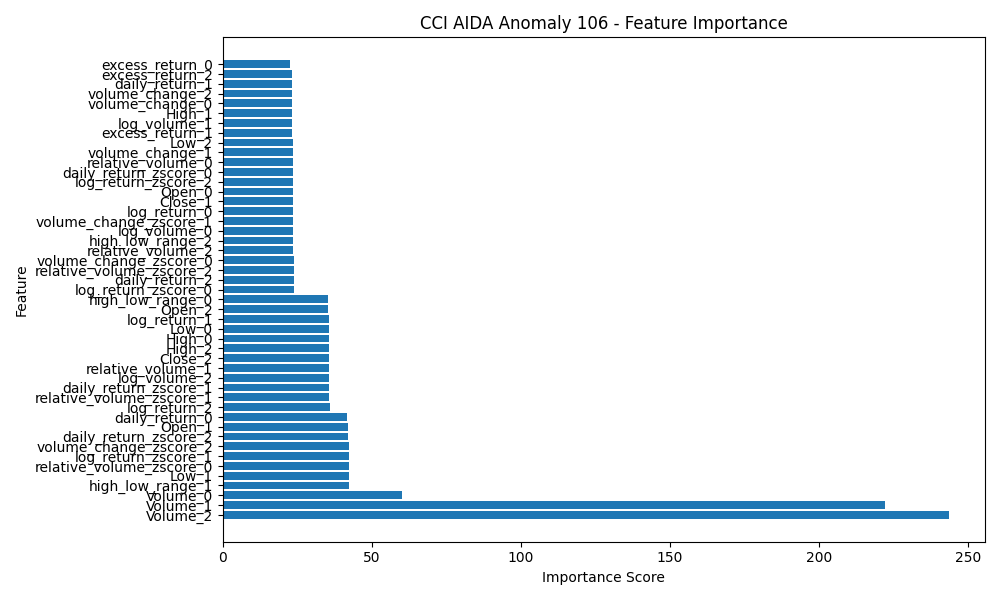 CCI AIDA Anomaly 106 - Feature Importance
excess_return_0
excess_return_2
daily_return_1
volume_change_2
volume_change_0
High_1
log_volume_1
excess_return_1
Low_2
volume_change_1
relative_volume_0
daily_return_zscore_0
log_return_zscore_2
Open_0
Close_1
log_return_0
volume_change_zscore_1
log_volume_0
high_low_range_2
relative_volume_2
volume_change_zscore_0
relative_volume_zscore_2
daily_return_2
log_return_zscore_0
high_low_range_0
Open_2
log_return_1
Low_0
High_0
High_2
Close_2
relative_volume_1
log_volume_2
daily_return_zscore_1
relative_volume_zscore_1
log_return_2
daily_return_0
Open_1
daily_return_zscore_2
volume_change_zscore_2
log_return_zscore_1
relative_volume_zscore_0
Low_1
high_low_range_1
Volume_0
Volume_1
Volume_2
Feature
0 50 100 150 200 250
Importance Score